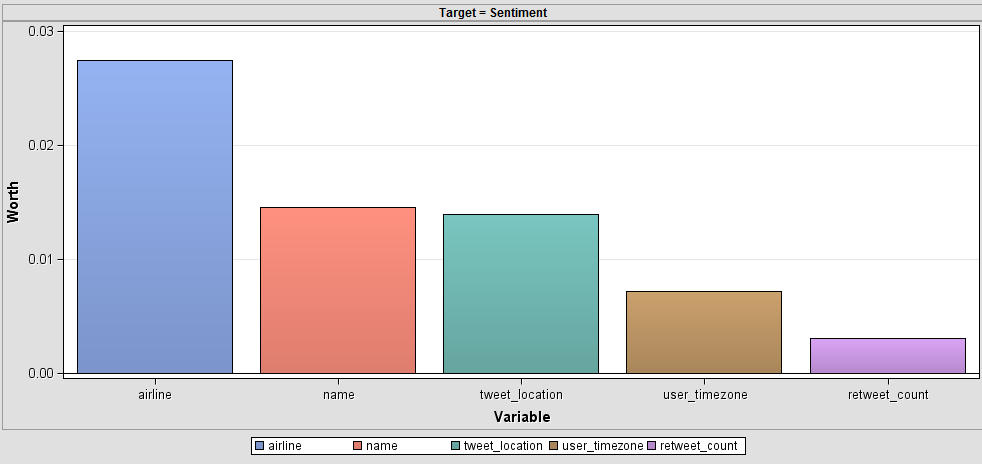 Target = Sentiment
0.03
0.02
0.01
0.00
Worth
airline name tweet_location user_timezone retweet_count
Variable
airline name tweet_location user_timezone retweet_count